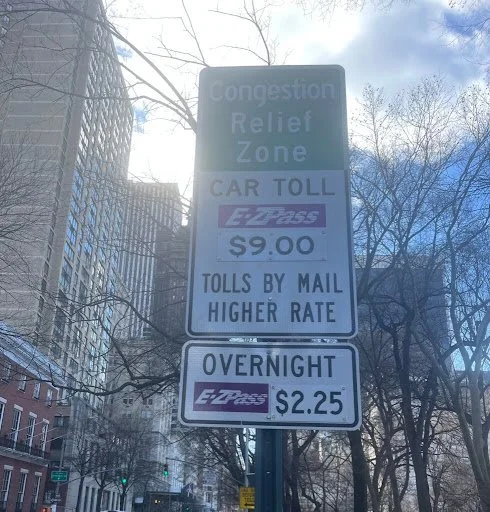 Congestion
Relief
Zone
CAR TOLL
E-ZPass
$9.00
TOLLS BY MAIL
HIGHER RATE
OVERNIGHT
E-ZPass $2.25